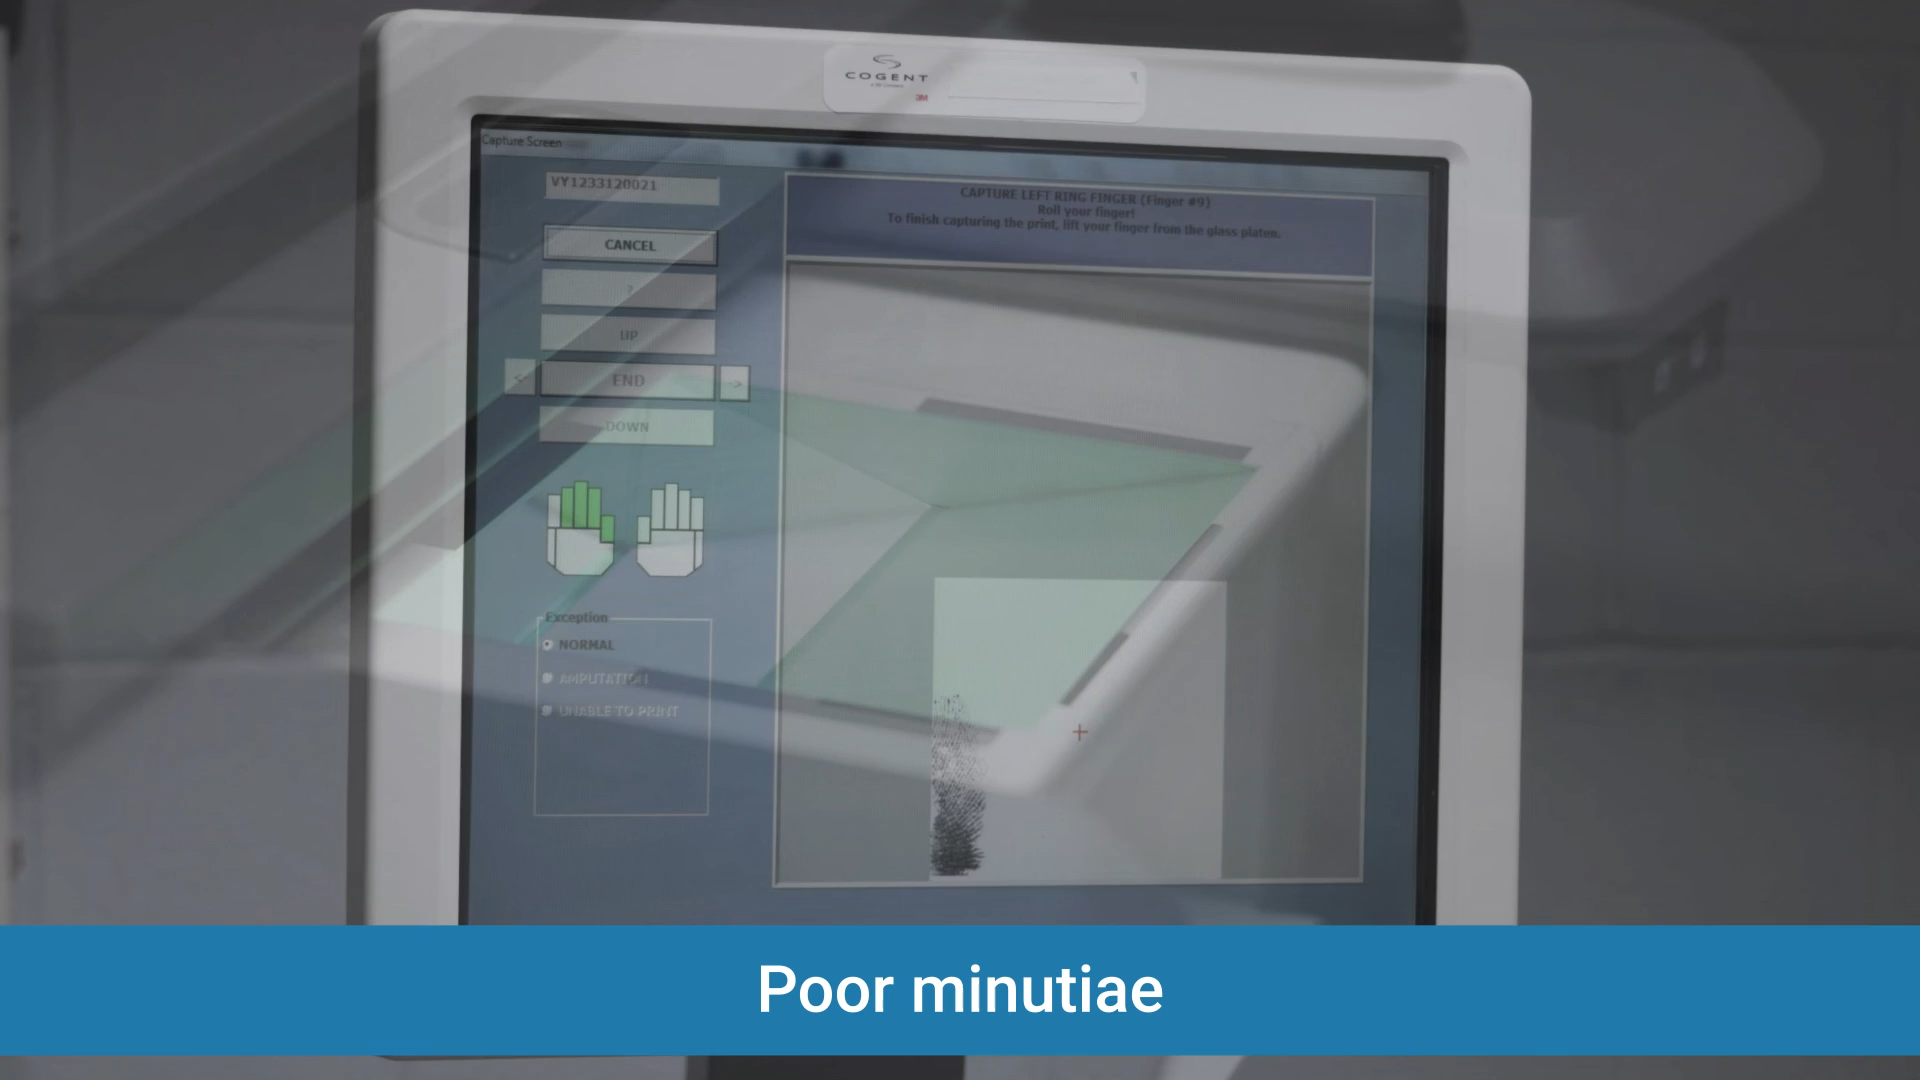 COGENT
3M
Capture Screen
VY1233120021
CANCEL
?
UP
<-
END
->
DOWN
Exception
NORMAL
AMPUTATION
UNABLE TO PRINT
CAPTURE LEFT RING FINGER (Finger #9)
Roll your finger!
To finish capturing the print, lift your finger from the glass platen.
Poor minutiae